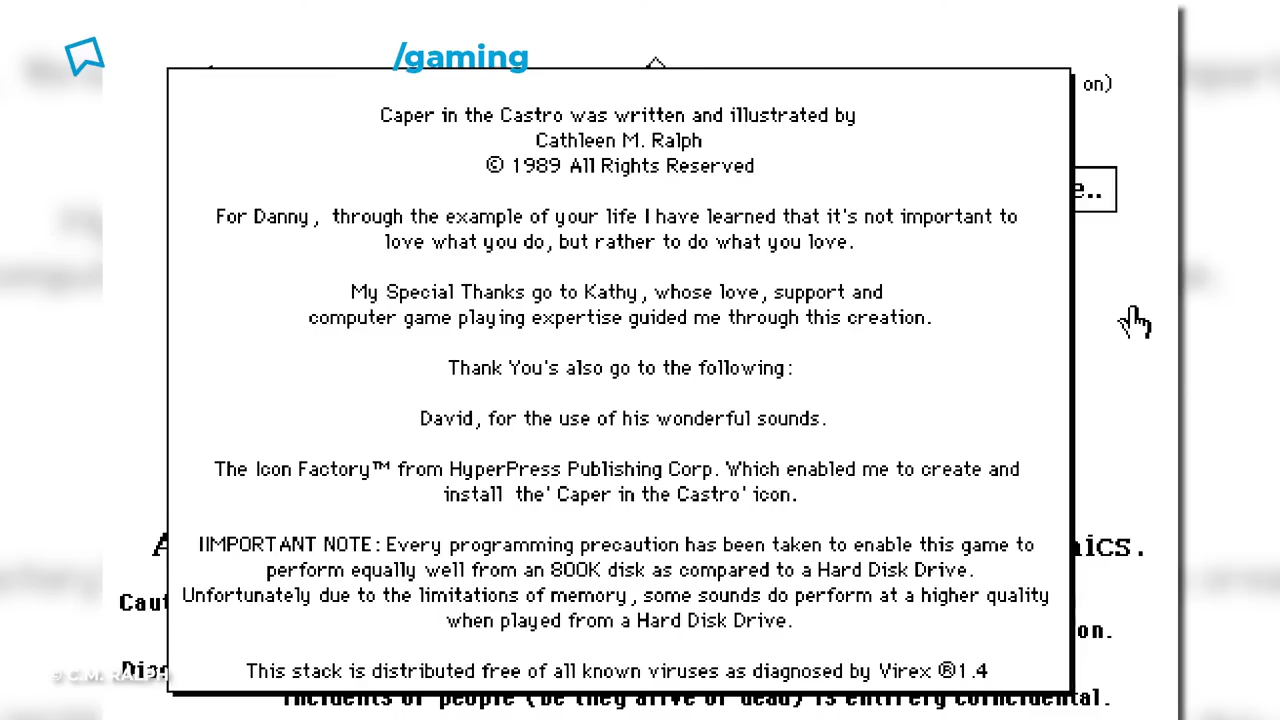 /gaming
on)
Caper in the Castro was written and illustrated by
Cathleen M. Ralph
© 1989 All Rights Reserved
e..
For Danny, through the example of your life I have learned that it's not important to
love what you do, but rather to do what you love.
My Special Thanks go to Kathy, whose love, support and
computer game playing expertise guided me through this creation.
Thank You's also go to the following:
David, for the use of his wonderful sounds.
The Icon Factory™ from HyperPress Publishing Corp. Which enabled me to create and
install the' Caper in the Castro' icon.
A
IIMPORTANT NOTE: Every programming precaution has been taken to enable this game to
nics.
perform equally well from an 800K disk as compared to a Hard Disk Drive.
Unfortunately due to the limitations of memory, some sounds do perform at a higher quality
Caut
when played from a Hard Disk Drive.
on.
This stack is distributed free of all known viruses as diagnosed by Virex ®1.4
© C.M. RALPH
incidents or people (be they alive or dead) is entirely coincidental.